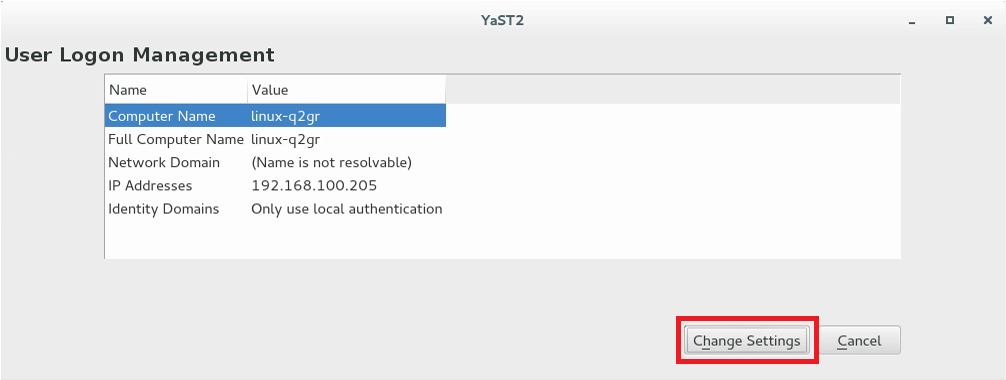 YaST2
User Logon Management
Name Value
Computer Name linux-q2gr
Full Computer Name linux-q2gr
Network Domain (Name is not resolvable)
IP Addresses 192.168.100.205
Identity Domains Only use local authentication
Change Settings Cancel